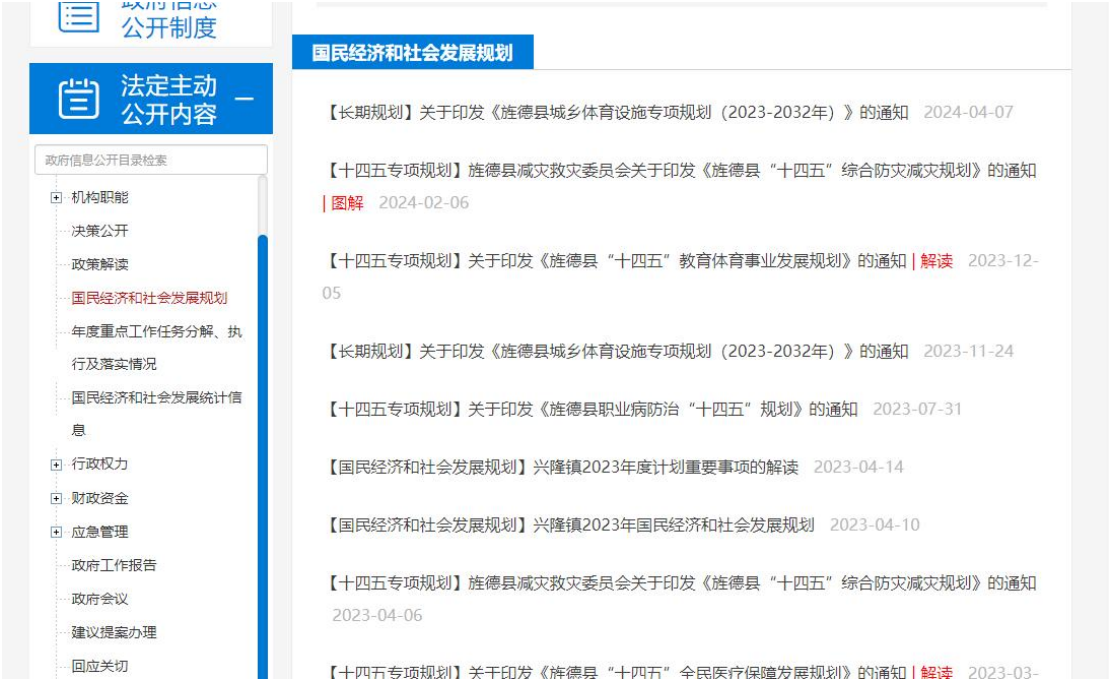 政府信息
公开制度
法定主动
公开内容
政府信息公开目录检索
机构职能
决策公开
政策解读
国民经济和社会发展规划
年度重点工作任务分解、执
行及落实情况
国民经济和社会发展统计信
息
行政权力
财政资金
应急管理
政府工作报告
政府会议
建议提案办理
回应关切
国民经济和社会发展规划
【长期规划】关于印发《旌德县城乡体育设施专项规划（2023-2032年）》的通知 2024-04-07
【十四五专项规划】旌德县减灾救灾委员会关于印发《旌德县“十四五”综合防灾减灾规划》的通知
| 图解 2024-02-06
【十四五专项规划】关于印发《旌德县“十四五”教育体育事业发展规划》的通知 | 解读 2023-12-
05
【长期规划】关于印发《旌德县城乡体育设施专项规划（2023-2032年）》的通知 2023-11-24
【十四五专项规划】关于印发《旌德县职业病防治“十四五”规划》的通知 2023-07-31
【国民经济和社会发展规划】兴隆镇2023年度计划重要事项的解读 2023-04-14
【国民经济和社会发展规划】兴隆镇2023年国民经济和社会发展规划 2023-04-10
【十四五专项规划】旌德县减灾救灾委员会关于印发《旌德县“十四五”综合防灾减灾规划》的通知
2023-04-06
【十四五专项规划】关于印发《旌德县“十四五”全民医疗保障发展规划》的通知 | 解读 2023-03-